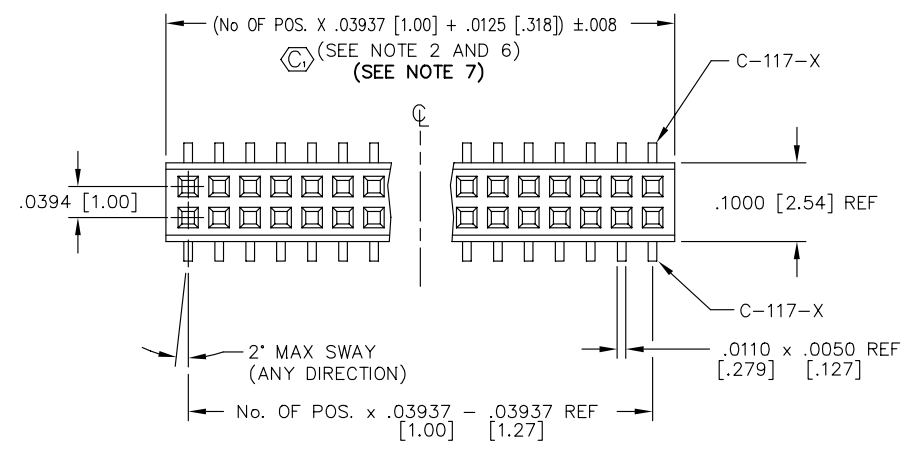 (No OF POS. X .03937 [1.00] + .0125 [.318]) ±.008
C1 (SEE NOTE 2 AND 6)
(SEE NOTE 7)
C-117-X
℄
.0394 [1.00]
.1000 [2.54] REF
C-117-X
2° MAX SWAY
(ANY DIRECTION)
.0110 x .0050 REF
[.279] [.127]
No. OF POS. x .03937 - .03937 REF
[1.00] [1.27]